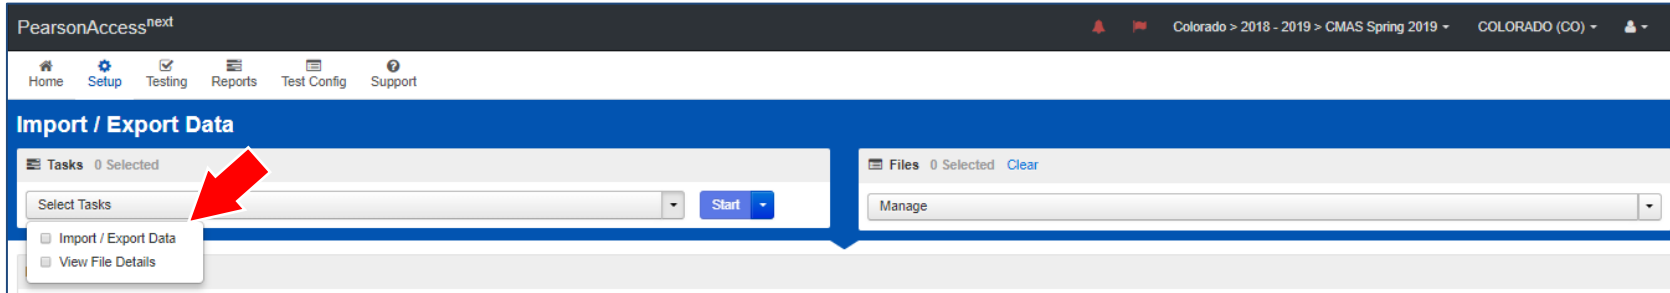 PearsonAccessnext
Colorado > 2018 - 2019 > CMAS Spring 2019
COLORADO (CO)
Home
Setup
Testing
Reports
Test Config
Support
Import / Export Data
Tasks 0 Selected
Files 0 Selected Clear
Select Tasks
Start
Manage
Import / Export Data
View File Details